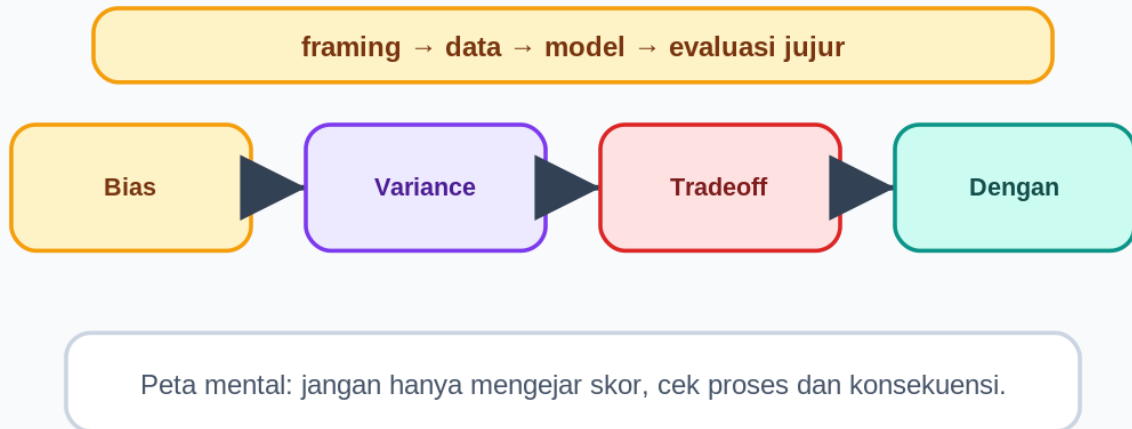 framing → data → model → evaluasi jujur
Bias
Variance
Tradeoff
Dengan
Peta mental: jangan hanya mengejar skor, cek proses dan konsekuensi.